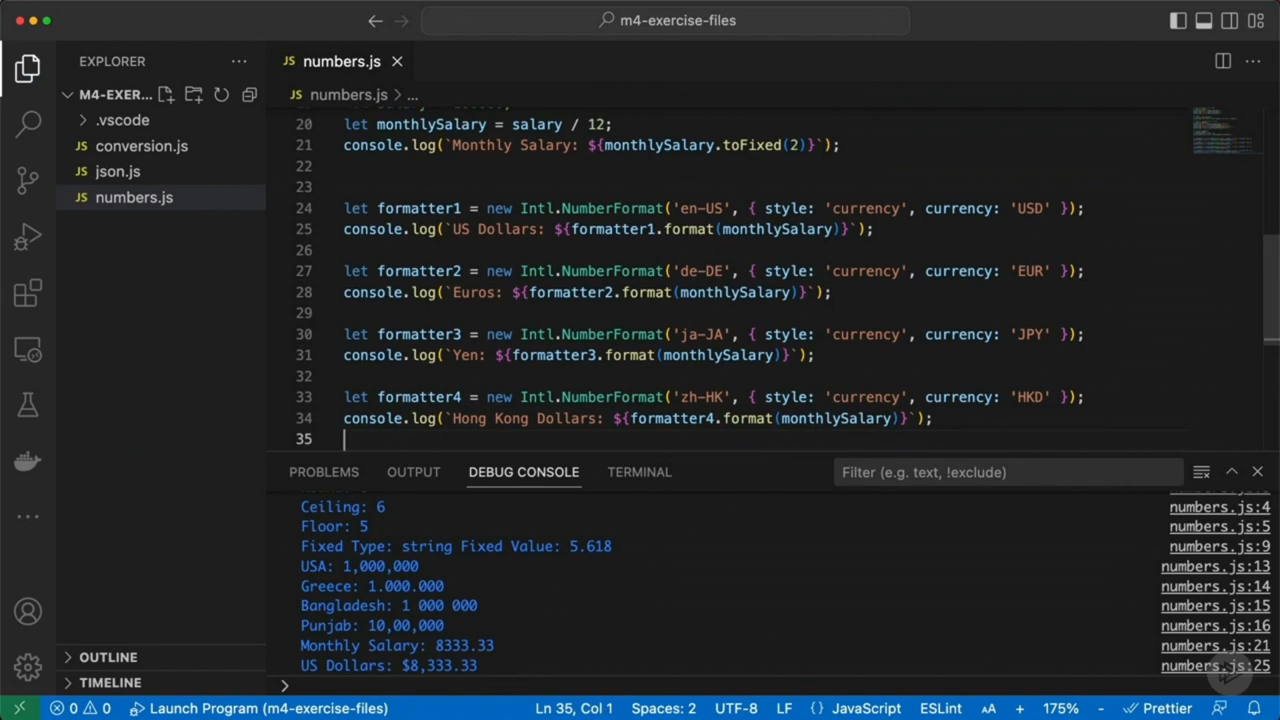 m4-exercise-files
EXPLORER
M4-EXER...
.vscode
JS conversion.js
JS json.js
JS numbers.js
OUTLINE
TIMELINE
JS numbers.js
JS numbers.js > ...
20 let monthlySalary = salary / 12;
21 console.log(`Monthly Salary: ${monthlySalary.toFixed(2)}`);
22
23
24 let formatter1 = new Intl.NumberFormat('en-US', { style: 'currency', currency: 'USD' });
25 console.log(`US Dollars: ${formatter1.format(monthlySalary)}`);
26
27 let formatter2 = new Intl.NumberFormat('de-DE', { style: 'currency', currency: 'EUR' });
28 console.log(`Euros: ${formatter2.format(monthlySalary)}`);
29
30 let formatter3 = new Intl.NumberFormat('ja-JA', { style: 'currency', currency: 'JPY' });
31 console.log(`Yen: ${formatter3.format(monthlySalary)}`);
32
33 let formatter4 = new Intl.NumberFormat('zh-HK', { style: 'currency', currency: 'HKD' });
34 console.log(`Hong Kong Dollars: ${formatter4.format(monthlySalary)}`);
35
PROBLEMS OUTPUT DEBUG CONSOLE TERMINAL Filter (e.g. text, !exclude)
Ceiling: 6 numbers.js:4
Floor: 5 numbers.js:5
Fixed Type: string Fixed Value: 5.618 numbers.js:9
USA: 1,000,000 numbers.js:13
Greece: 1.000.000 numbers.js:14
Bangladesh: 1 000 000 numbers.js:15
Punjab: 10,00,000 numbers.js:16
Monthly Salary: 8333.33 numbers.js:21
US Dollars: $8,333.33 numbers.js:25
>
0 0 Launch Program (m4-exercise-files) Ln 35, Col 1 Spaces: 2 UTF-8 LF {} JavaScript ESLint AA + 175% - Prettier